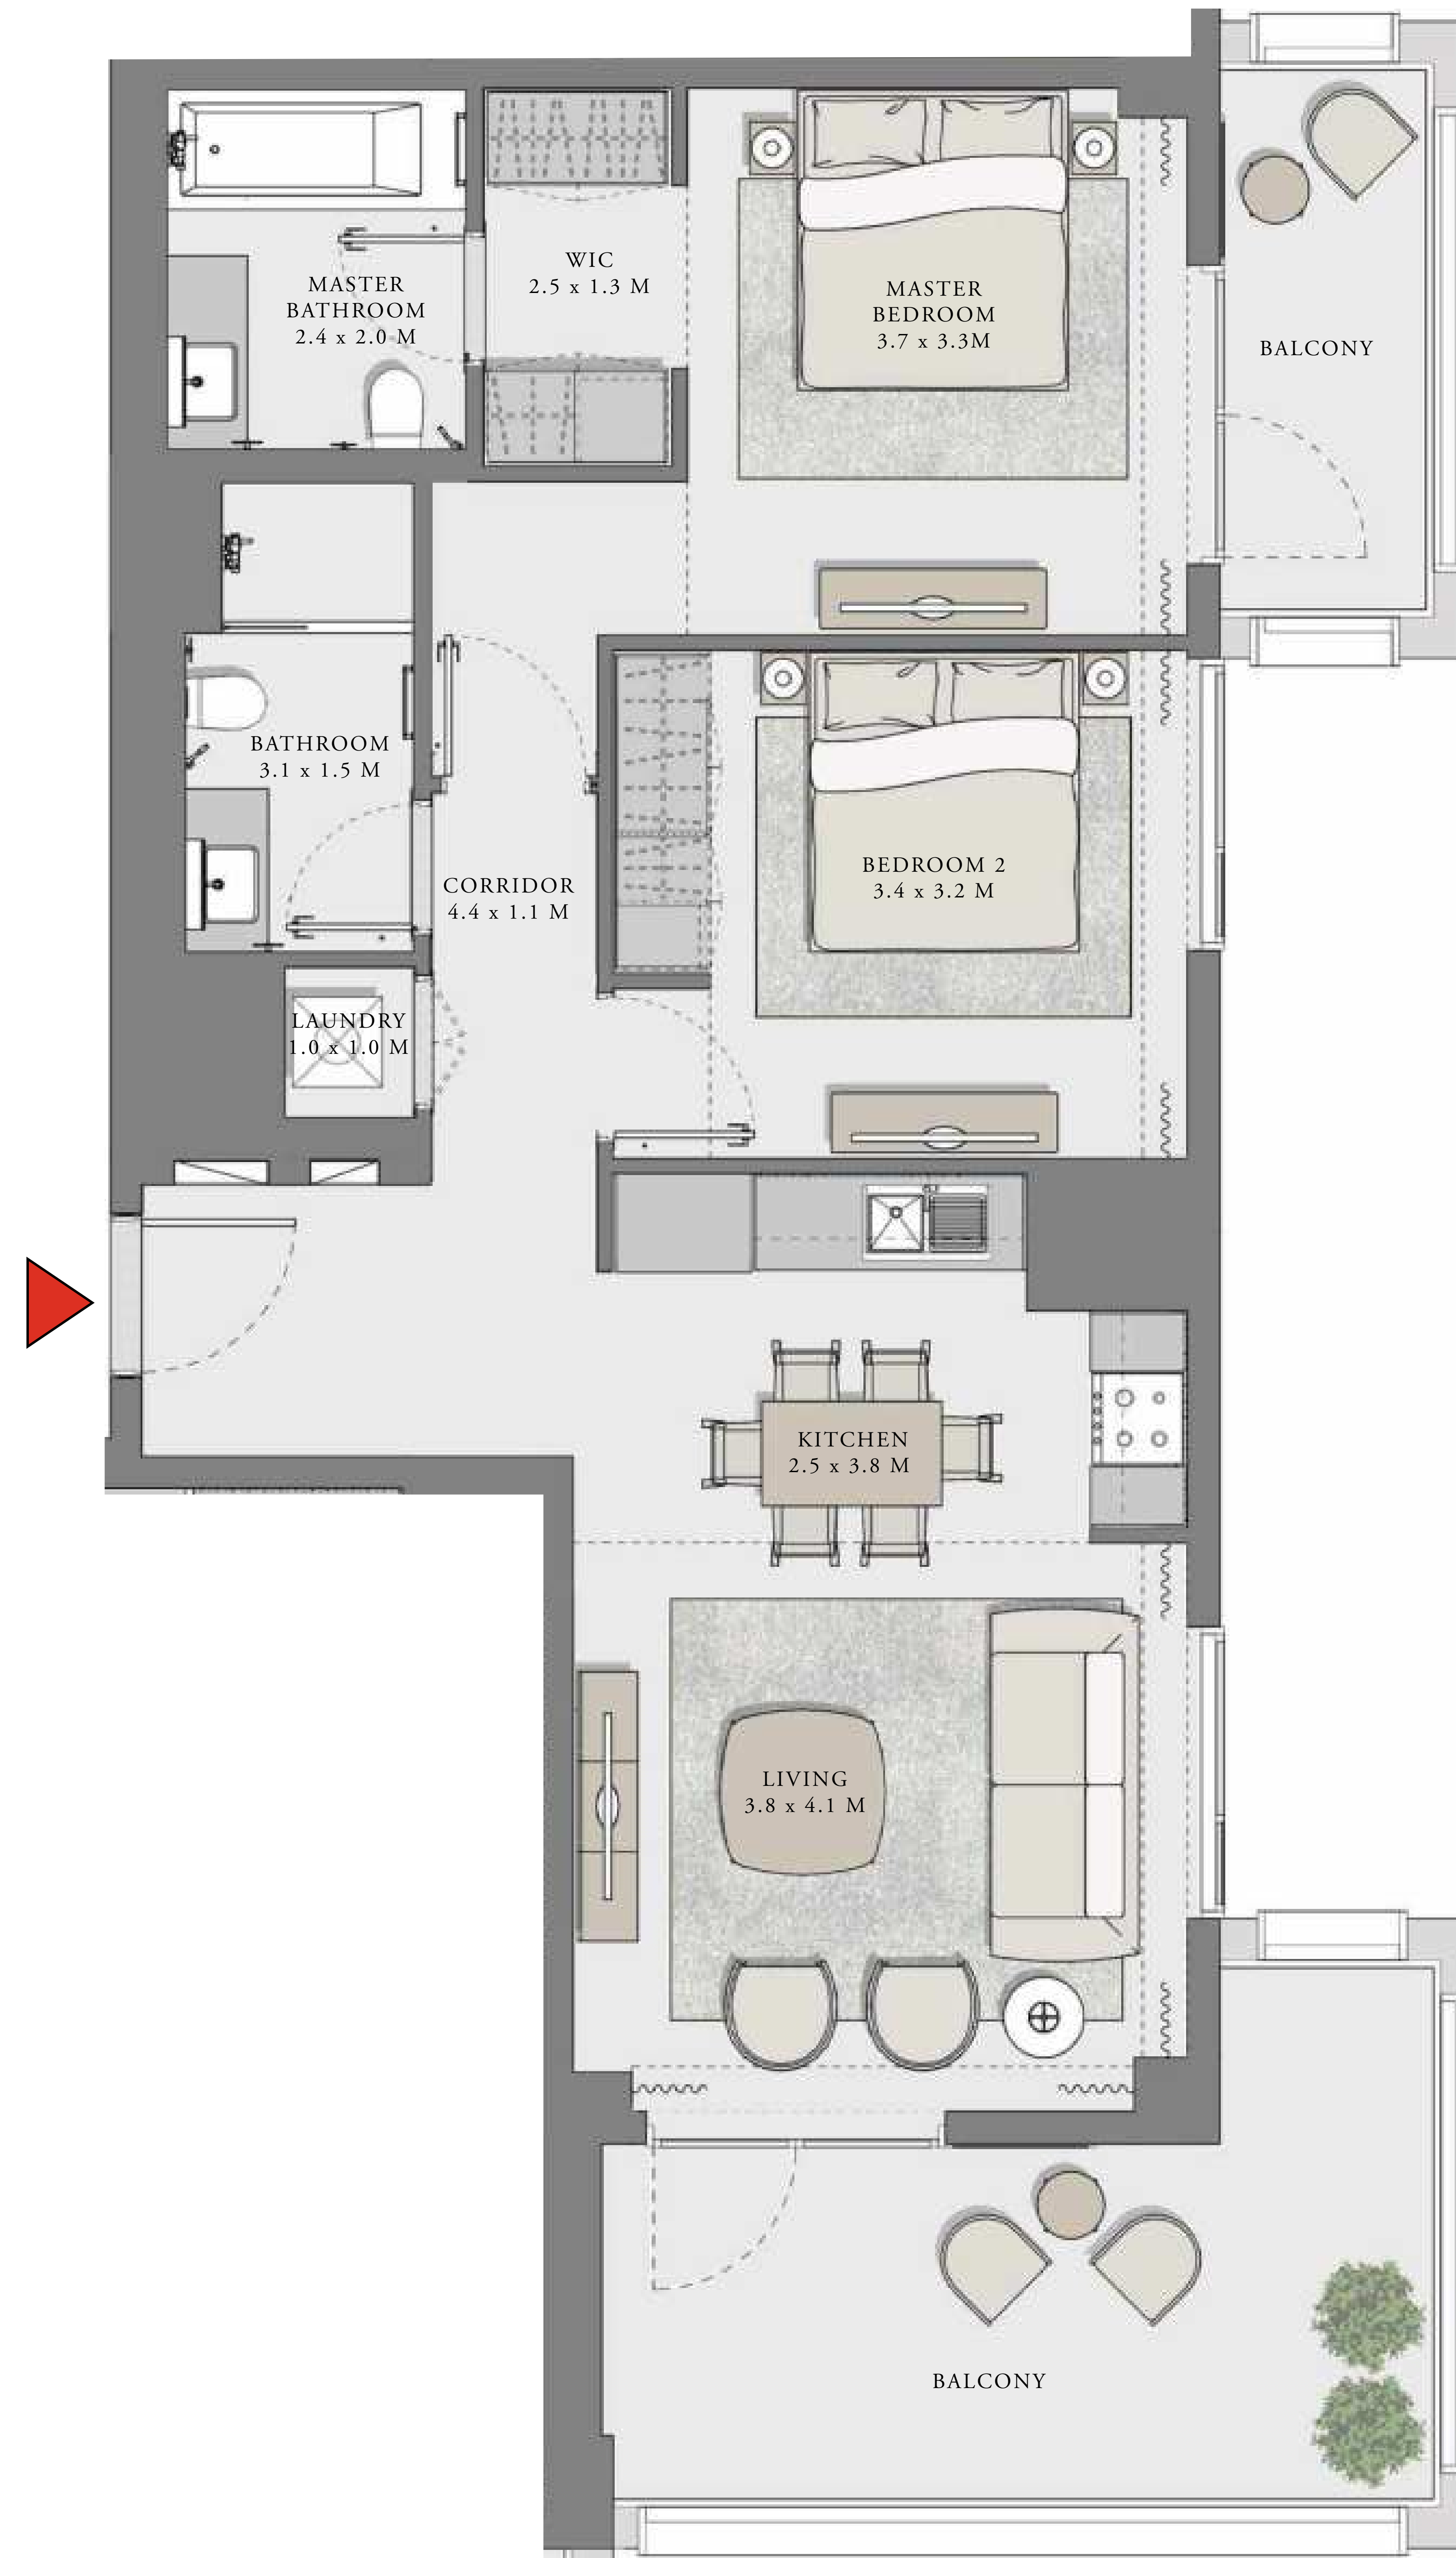 WIC
2.5 x 1.3 M
MASTER
BATHROOM
2.4 x 2.0 M
MASTER
BEDROOM
3.7 x 3.3M
BALCONY
BATHROOM
3.1 x 1.5 M
CORRIDOR
4.4 x 1.1 M
BEDROOM 2
3.4 x 3.2 M
LAUNDRY
1.0 x 1.0 M
KITCHEN
2.5 x 3.8 M
LIVING
3.8 x 4.1 M
BALCONY